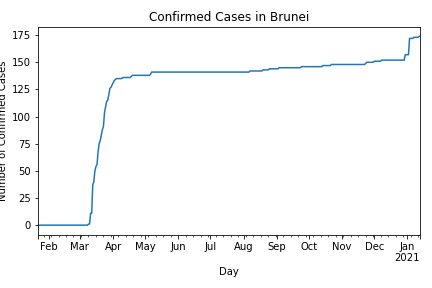 Confirmed Cases in Brunei
Number of Confirmed Cases
175
150
125
100
75
50
25
0
Feb Mar Apr May Jun Jul Aug Sep Oct Nov Dec Jan
2021
Day